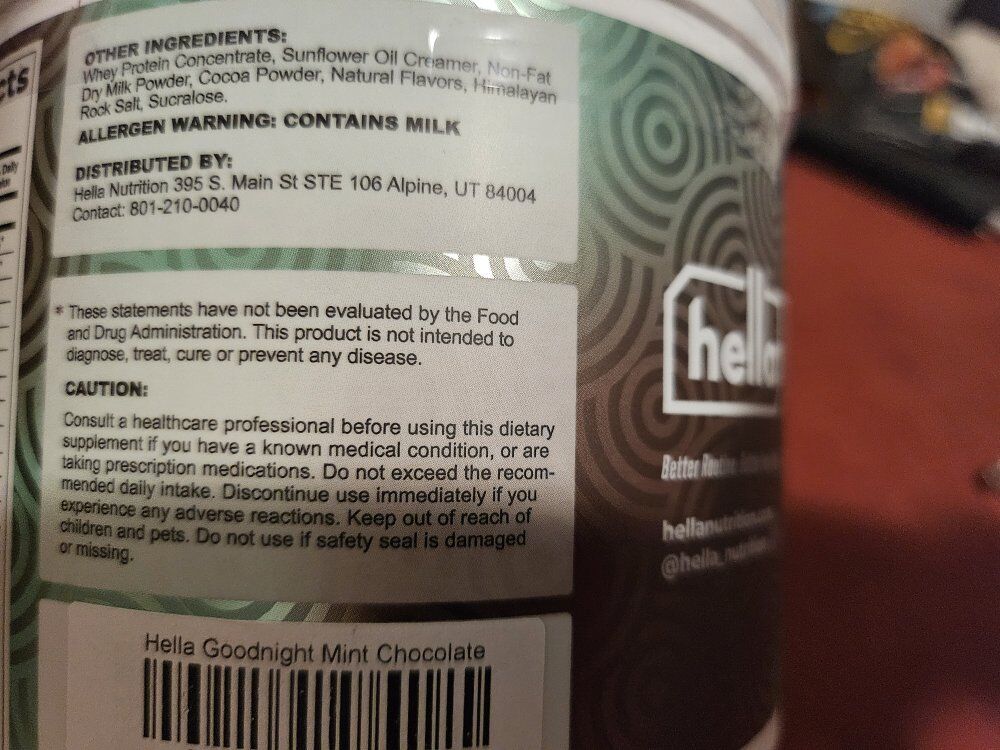 cts
Daily
OTHER INGREDIENTS:
Whey Protein Concentrate, Sunflower Oil Creamer, Non-Fat
Dry Milk Powder, Cocoa Powder, Natural Flavors, Himalayan
Rock Salt, Sucralose.
ALLERGEN WARNING: CONTAINS MILK
DISTRIBUTED BY:
Hella Nutrition 395 S. Main St STE 106 Alpine, UT 84004
Contact: 801-210-0040
* These statements have not been evaluated by the Food
and Drug Administration. This product is not intended to
diagnose, treat, cure or prevent any disease.
CAUTION:
Consult a healthcare professional before using this dietary
supplement if you have a known medical condition, or are
taking prescription medications. Do not exceed the recom-
mended daily intake. Discontinue use immediately if you
experience any adverse reactions. Keep out of reach of
children and pets. Do not use if safety seal is damaged
or missing.
Hella Goodnight Mint Chocolate
hella
Better
hellanutrition
@hella_